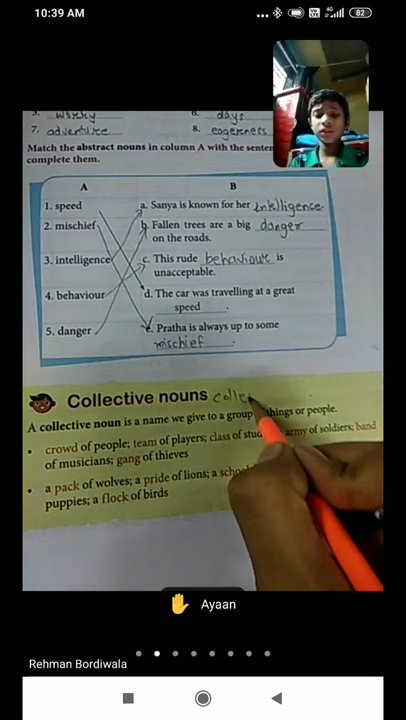 10:39 AM
4G
82
worry
6. days
7. adventure
8. eagerness
Match the abstract nouns in column A with the
complete them.
A B
1. speed a. Sanya is known for her intelligence.
2. mischief b. Fallen trees are a big danger
on the roads.
3. intelligence c. This rude behaviour is
unacceptable.
4. behaviour d. The car was travelling at a great
speed.
5. danger e. Pratha is always up to some
mischief.
Collective nouns
A collective noun is a name we give to a group things or people.
• crowd of people; team of players; class of army of soldiers; band
of musicians; gang of thieves
• a pack of wolves; a pride of lions; a
puppies; a flock of birds
Ayaan
Rehman Bordiwala